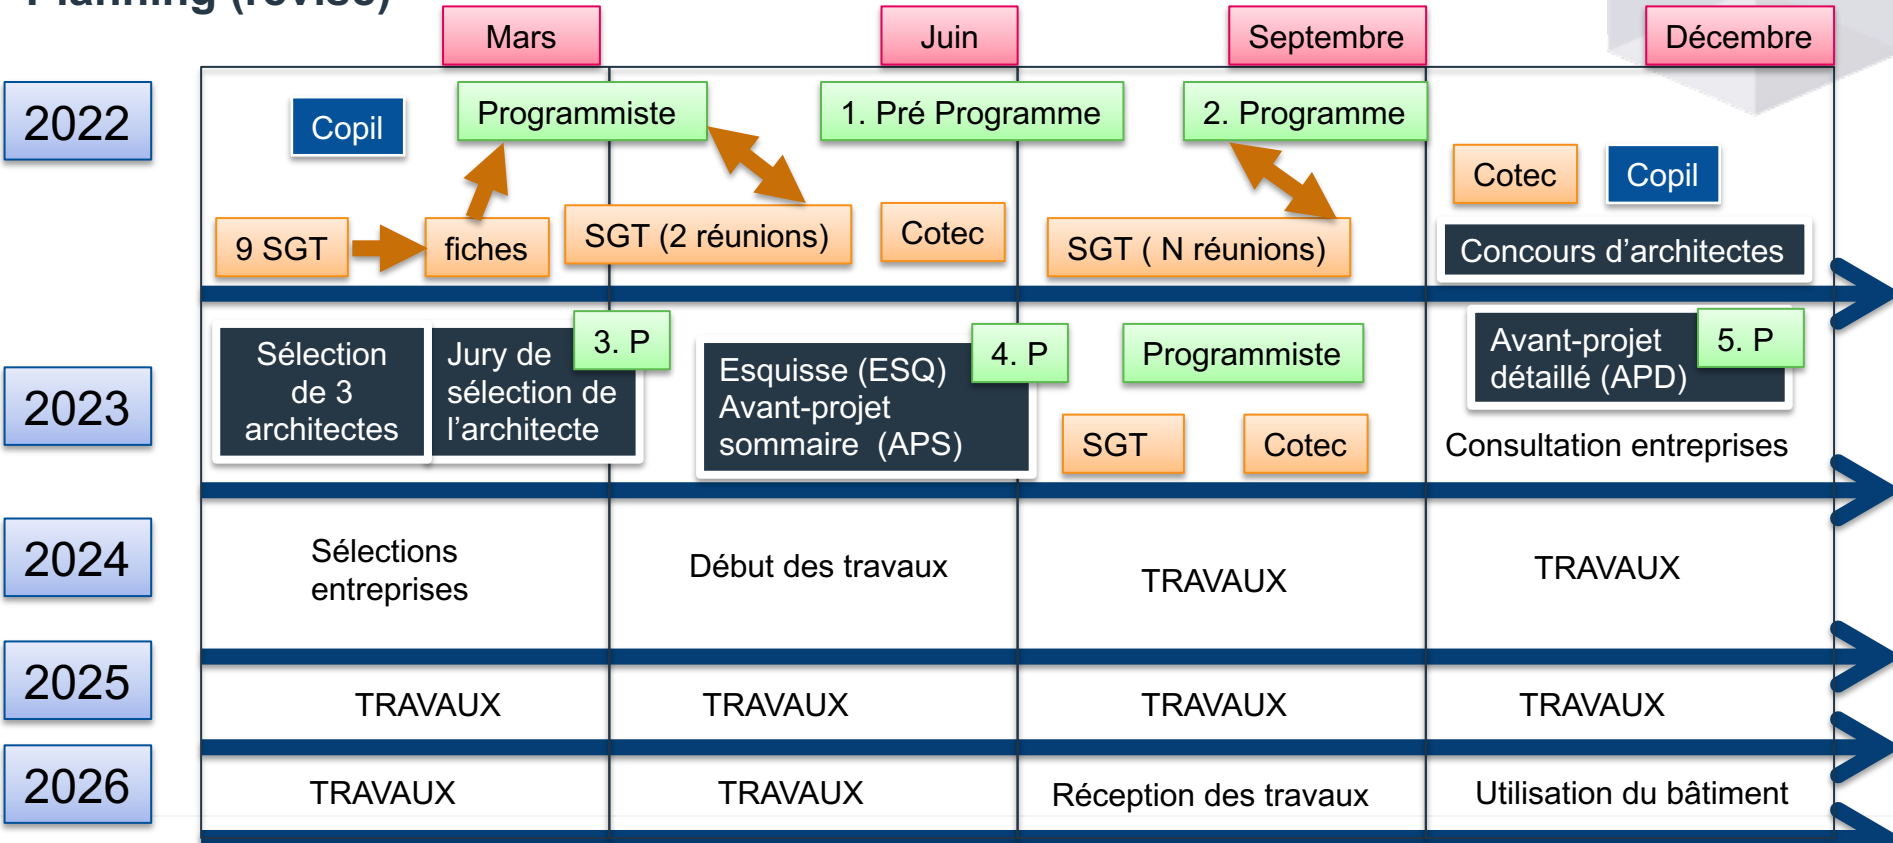 Planning (révisé)
Mars
Juin
Septembre
Décembre
2022
Copil
Programmiste
1. Pré Programme
2. Programme
Cotec
Copil
9 SGT
fiches
SGT (2 réunions)
Cotec
SGT ( N réunions)
Concours d’architectes
2023
Sélection
de 3
architectes
Jury de
sélection de
l’architecte
3. P
Esquisse (ESQ)
Avant-projet
sommaire (APS)
4. P
Programmiste
SGT
Cotec
Avant-projet
détaillé (APD)
5. P
Consultation entreprises
2024
Sélections
entreprises
Début des travaux
TRAVAUX
TRAVAUX
2025
TRAVAUX
TRAVAUX
TRAVAUX
TRAVAUX
2026
TRAVAUX
TRAVAUX
Réception des travaux
Utilisation du bâtiment